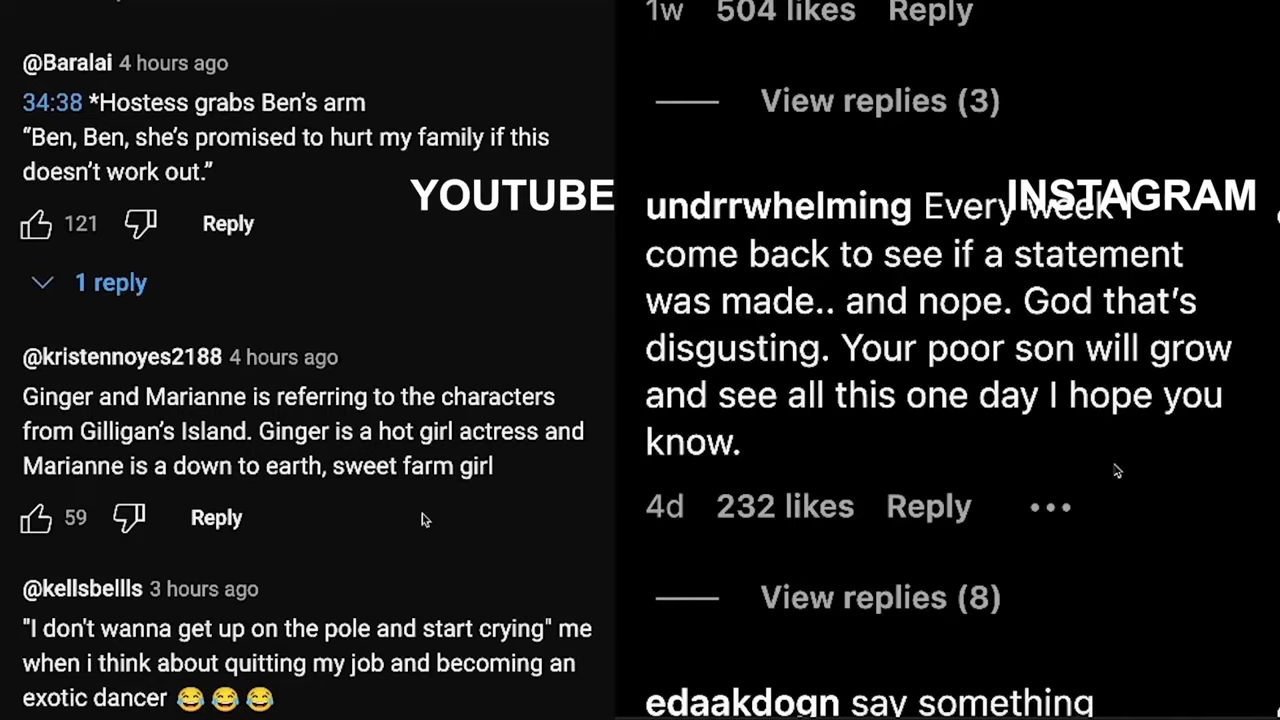 @Baralai 4 hours ago
34:38 *Hostess grabs Ben's arm
“Ben, Ben, she's promised to hurt my family if this
doesn't work out.”
121 Reply
1 reply
@kristennoyes2188 4 hours ago
Ginger and Marianne is referring to the characters
from Gilligan's Island. Ginger is a hot girl actress and
Marianne is a down to earth, sweet farm girl
59 Reply
@kellsbellls 3 hours ago
"I don't wanna get up on the pole and start crying" me
when i think about quitting my job and becoming an
exotic dancer 😂😂😂
YOUTUBE
1w 504 likes Reply
View replies (3)
INSTAGRAM
undrrwhelming Every week I
come back to see if a statement
was made.. and nope. God that's
disgusting. Your poor son will grow
and see all this one day I hope you
know.
4d 232 likes Reply •••
View replies (8)
edaakdogn say something